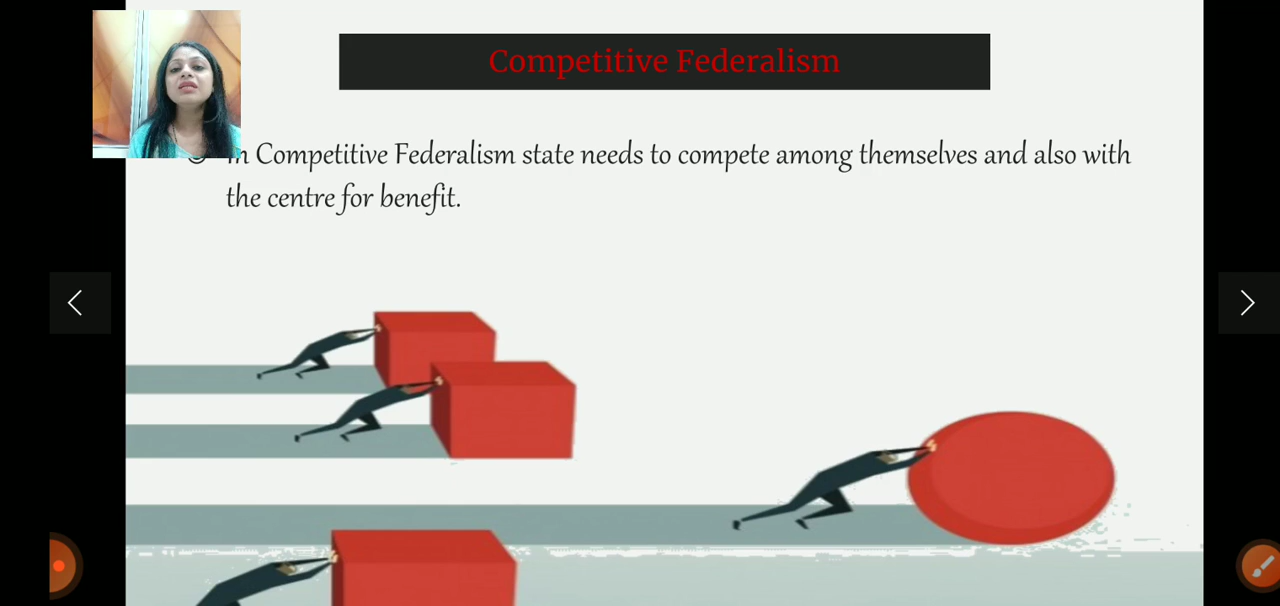 Competitive Federalism
In Competitive Federalism state needs to compete among themselves and also with
the centre for benefit.